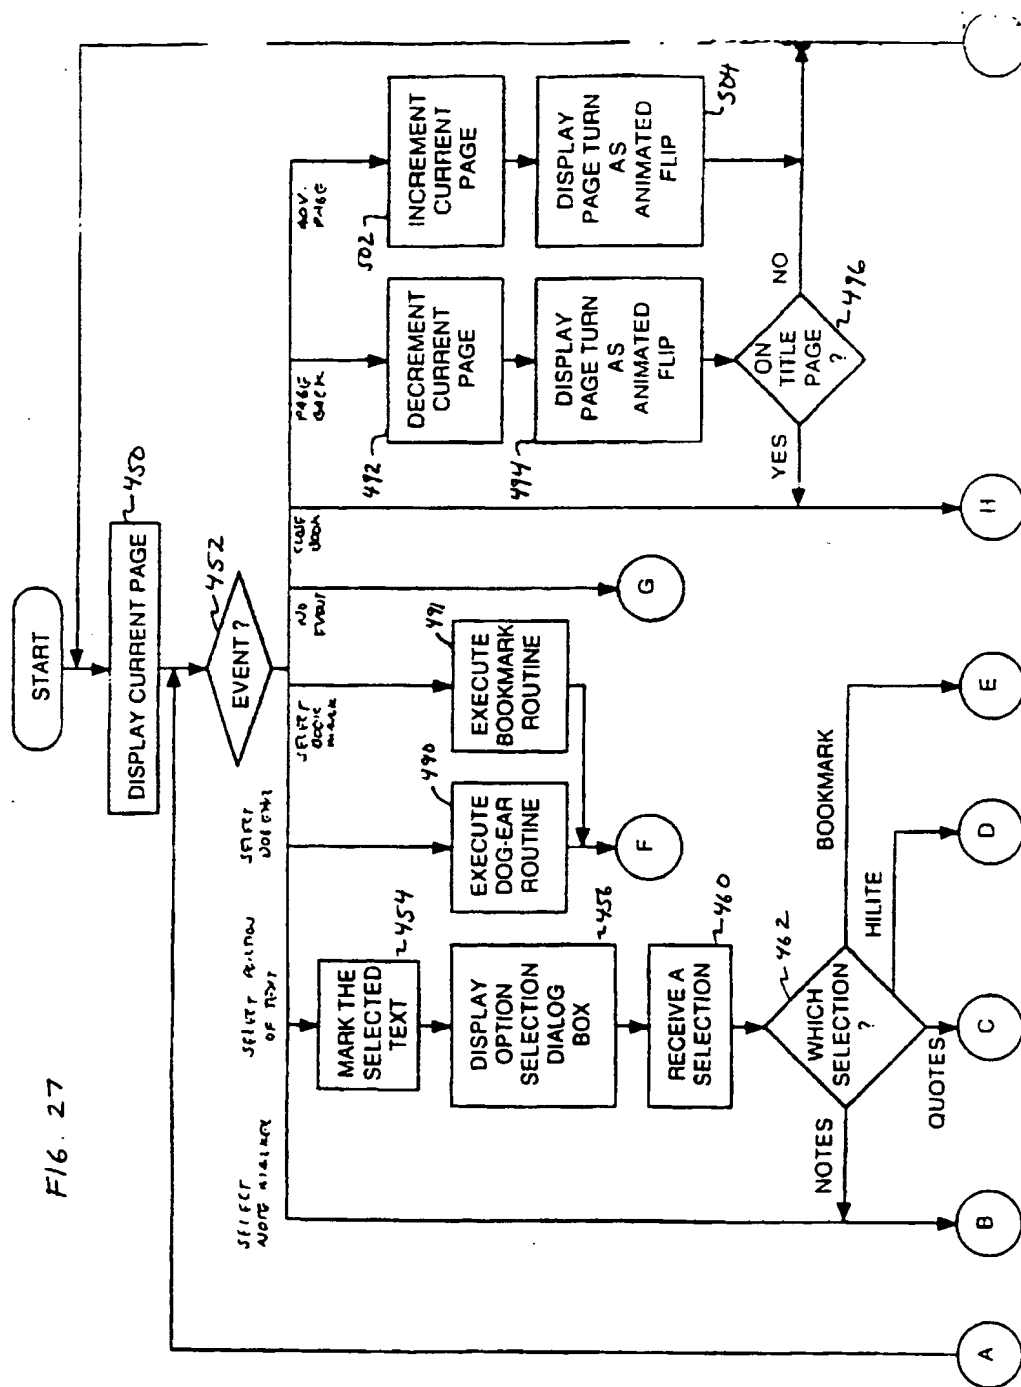 FIG. 27
START
DISPLAY CURRENT PAGE
450
EVENT ?
452
SELECT
NOTE MARKER
SELECT PORTION
OF TEXT
SELECT
DOG EAR
SELECT
BOOK
MARK
NO
EVENT
CLOSE
BOOK
PAGE
BACK
ADV.
PAGE
MARK THE
SELECTED
TEXT
454
DISPLAY
OPTION
SELECTION
DIALOG
BOX
456
RECEIVE A
SELECTION
460
WHICH
SELECTION
?
462
NOTES
QUOTES
HILITE
BOOKMARK
EXECUTE
DOG-EAR
ROUTINE
490
EXECUTE
BOOKMARK
ROUTINE
491
DECREMENT
CURRENT
PAGE
492
DISPLAY
PAGE TURN
AS
ANIMATED
FLIP
494
ON
TITLE
PAGE
?
496
YES
NO
INCREMENT
CURRENT
PAGE
502
DISPLAY
PAGE TURN
AS
ANIMATED
FLIP
504
F
G
A
B
C
D
E
H